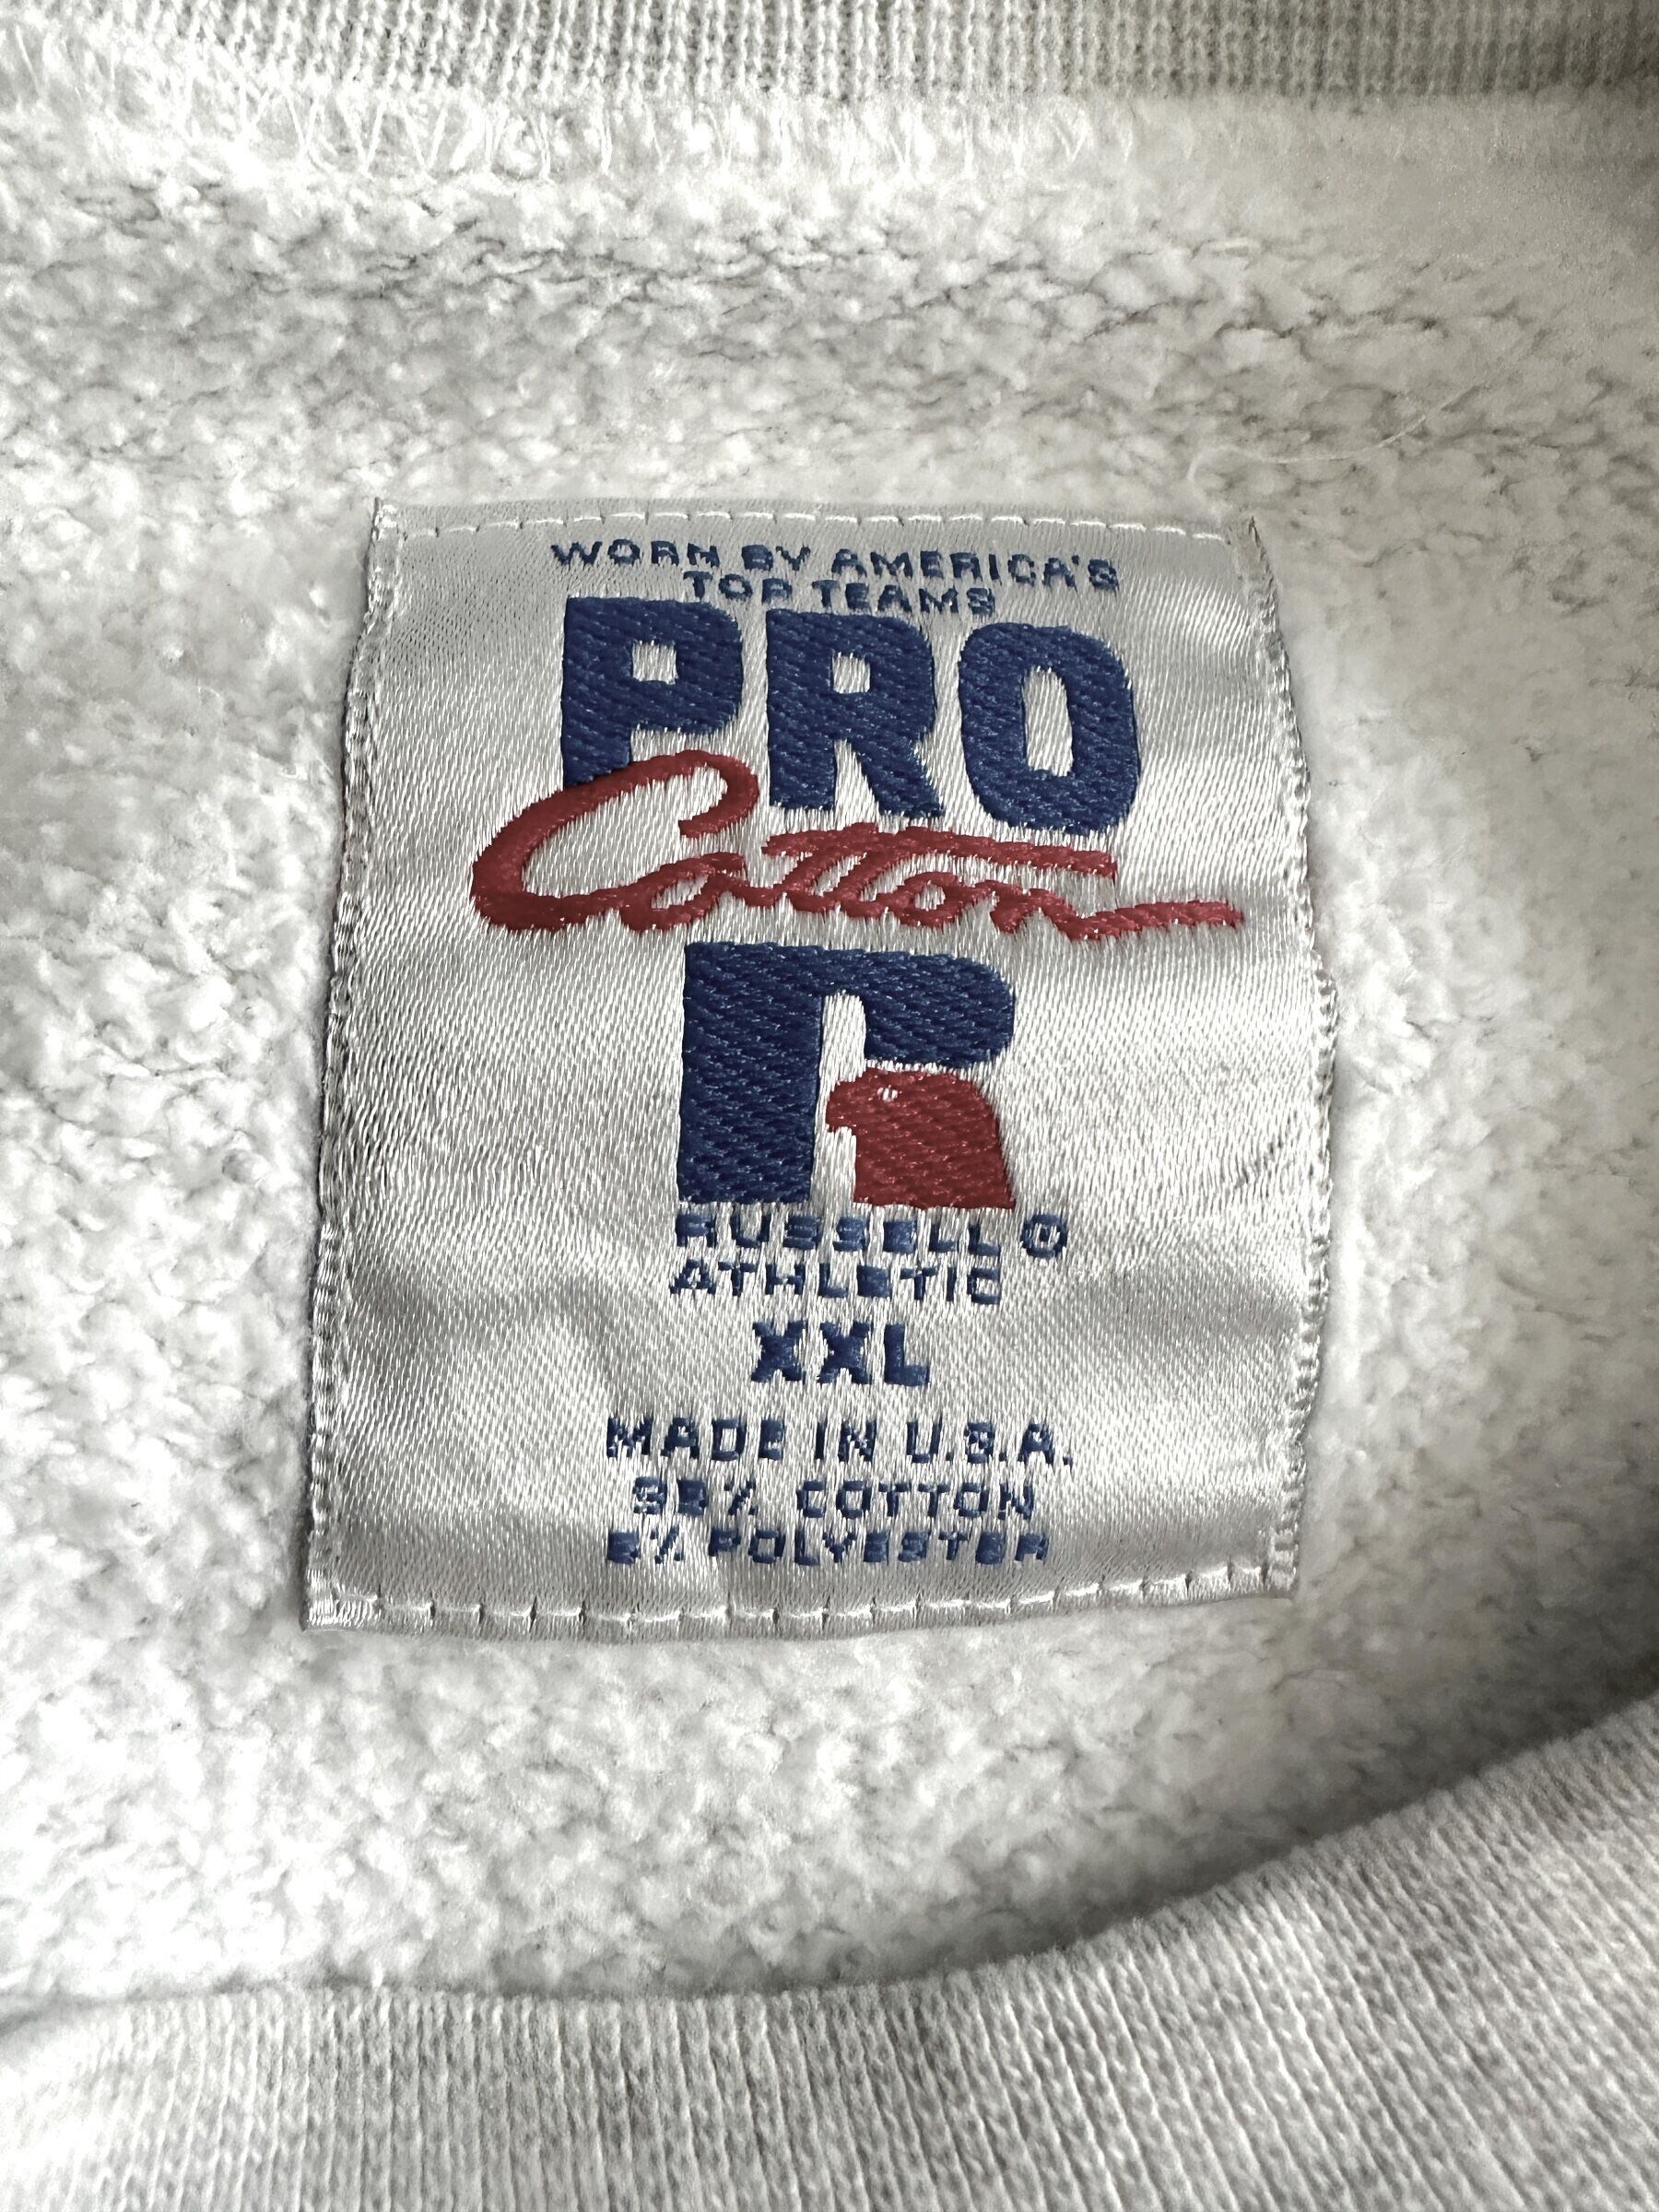 WORN BY AMERICA'S
TOP TEAMS
PRO
Cotton
R
RUSSELL ®
ATHLETIC
XXL
MADE IN U.S.A.
95% COTTON
5% POLYESTER